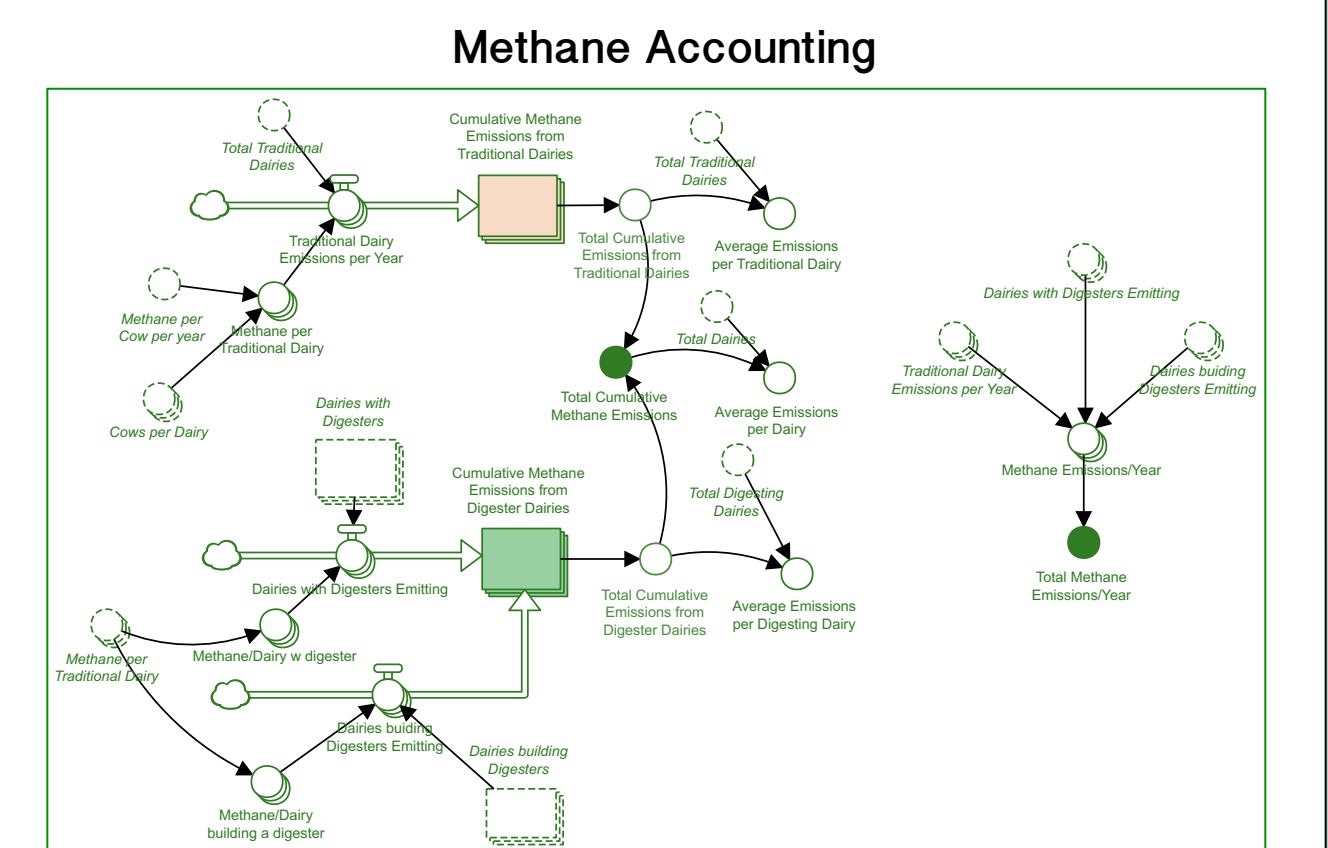 Methane Accounting
Total Traditional
Dairies
Cumulative Methane
Emissions from
Traditional Dairies
Total Traditional
Dairies
Traditional Dairy
Emissions per Year
Total Cumulative
Emissions from
Traditional Dairies
Average Emissions
per Traditional Dairy
Methane per
Cow per year
Methane per
Traditional Dairy
Cows per Dairy
Total Dairies
Total Cumulative
Methane Emissions
Average Emissions
per Dairy
Dairies with Digesters Emitting
Traditional Dairy
Emissions per Year
Dairies buiding
Digesters Emitting
Methane Emissions/Year
Total Methane
Emissions/Year
Dairies with
Digesters
Cumulative Methane
Emissions from
Digester Dairies
Total Digesting
Dairies
Dairies with Digesters Emitting
Total Cumulative
Emissions from
Digester Dairies
Average Emissions
per Digesting Dairy
Methane per
Traditional Dairy
Methane/Dairy w digester
Dairies buiding
Digesters Emitting
Dairies building
Digesters
Methane/Dairy
building a digester